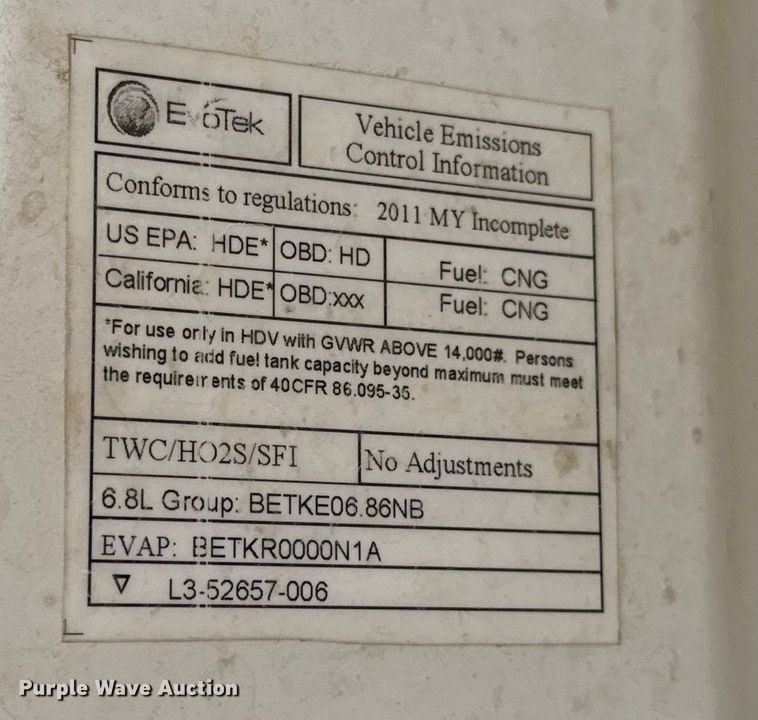 EvoTek
Vehicle Emissions
Control Information
Conforms to regulations: 2011 MY Incomplete
US EPA: HDE* OBD: HD Fuel: CNG
California: HDE* OBD:xxx Fuel: CNG
*For use only in HDV with GVWR ABOVE 14,000#. Persons
wishing to add fuel tank capacity beyond maximum must meet
the requirements of 40CFR 86.095-35.
TWC/HO2S/SFI No Adjustments
6.8L Group: BETKE06.86NB
EVAP: BETKR0000N1A
L3-52657-006
Purple Wave Auction